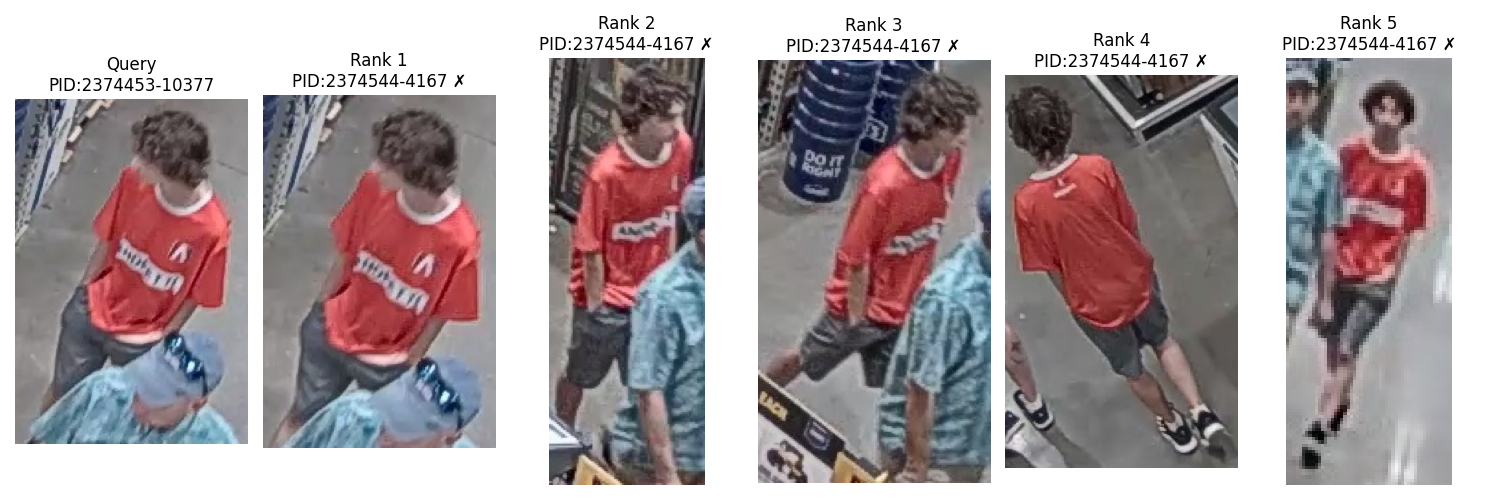 Query
PID:2374453-10377
Rank 1
PID:2374544-4167 ✗
Rank 2
PID:2374544-4167 ✗
Rank 3
PID:2374544-4167 ✗
Rank 4
PID:2374544-4167 ✗
Rank 5
PID:2374544-4167 ✗
DO IT
RIGHT
EACH